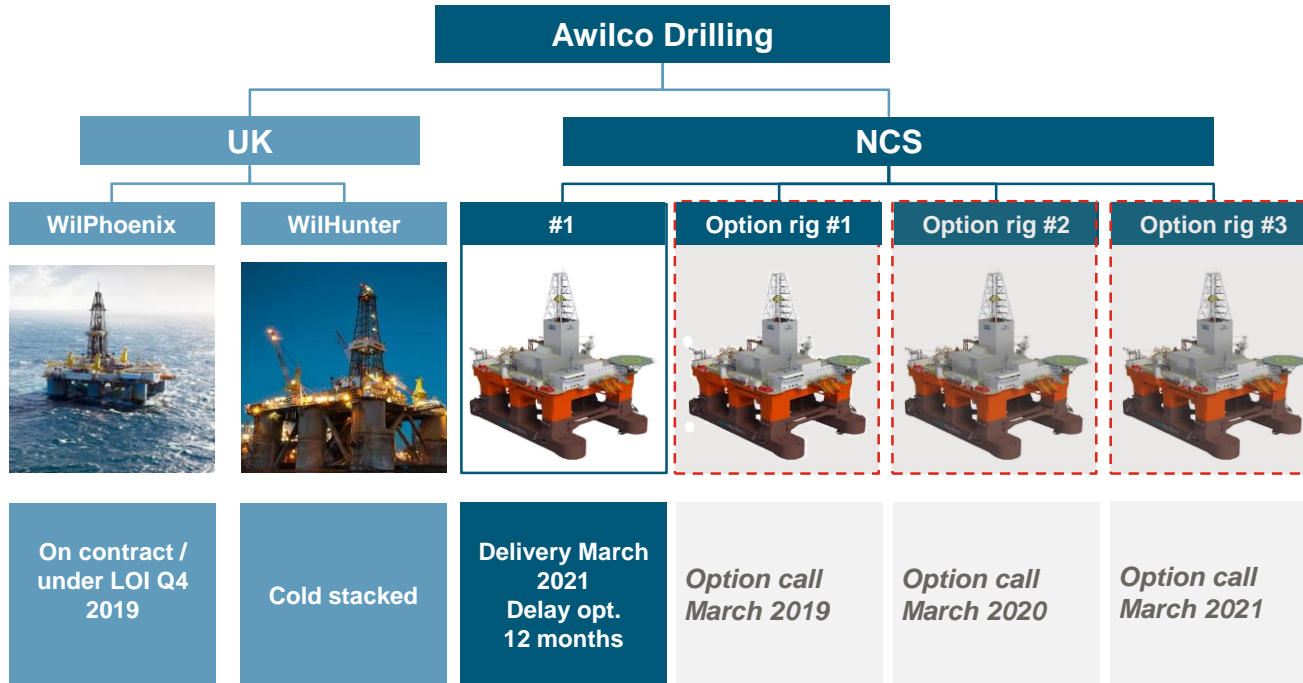 Awilco Drilling
UK
NCS
WilPhoenix
WilHunter
#1
Option rig #1
Option rig #2
Option rig #3
On contract /
under LOI Q4
2019
Cold stacked
Delivery March
2021
Delay opt.
12 months
Option call
March 2019
Option call
March 2020
Option call
March 2021